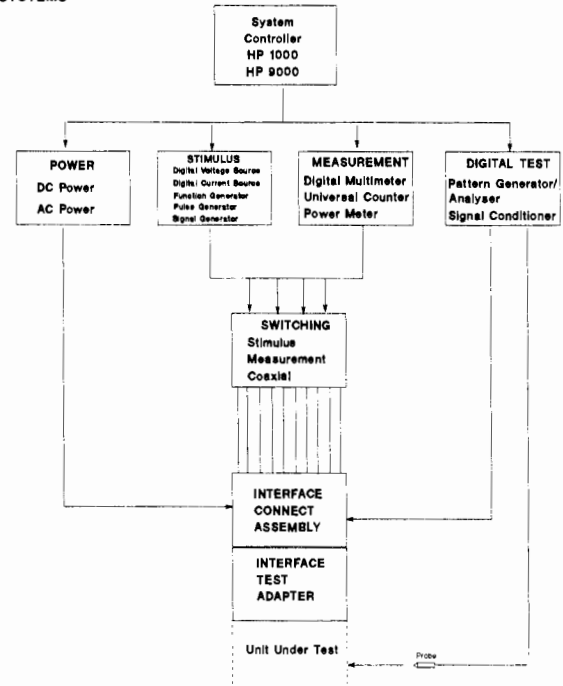 System
Controller
HP 1000
HP 9000
POWER
DC Power
AC Power
STIMULUS
Digital Voltage Source
Digital Current Source
Function Generator
Pulse Generator
Signal Generator
MEASUREMENT
Digital Multimeter
Universal Counter
Power Meter
DIGITAL TEST
Pattern Generator/
Analyser
Signal Conditioner
SWITCHING
Stimulus
Measurement
Coaxial
INTERFACE
CONNECT
ASSEMBLY
INTERFACE
TEST
ADAPTER
Unit Under Test
Probe